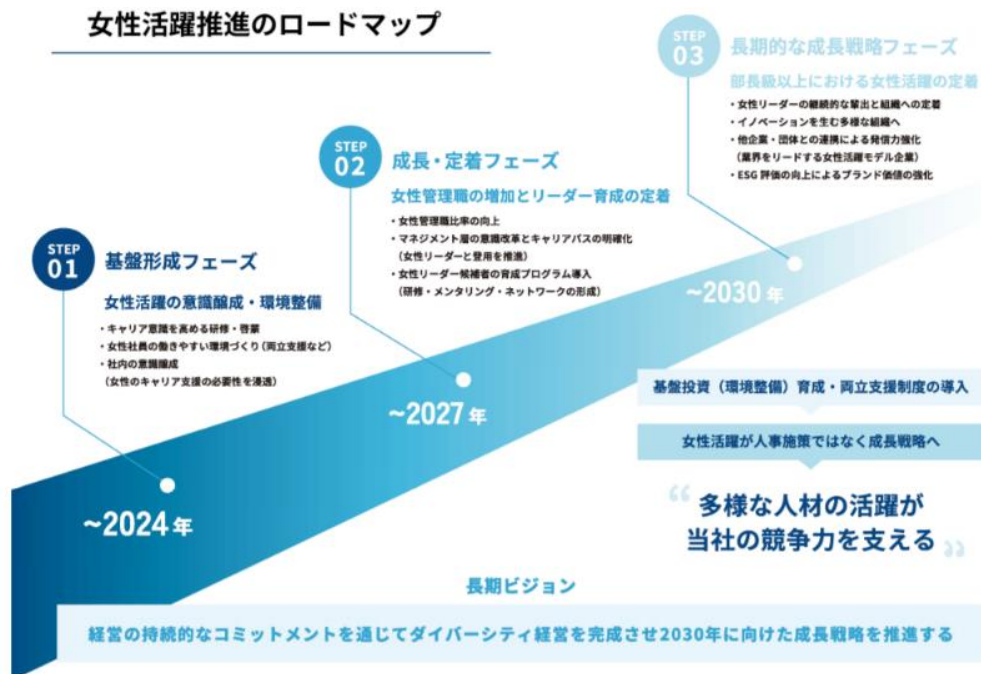 女性活躍推進のロードマップ
STEP
01
基盤形成フェーズ
女性活躍の意識醸成・環境整備
・キャリア意識を高める研修・啓蒙
・女性社員の働きやすい環境づくり(両立支援など)
・社内の意識醸成
(女性のキャリア支援の必要性を浸透)
~2024年
STEP
02
成長・定着フェーズ
女性管理職の増加とリーダー育成の定着
・女性管理職比率の向上
・マネジメント層の意識改革とキャリアパスの明確化
(女性リーダーと登用を推進)
・女性リーダー候補者の育成プログラム導入
(研修・メンタリング・ネットワークの形成)
~2027年
STEP
03
長期的な成長戦略フェーズ
部長級以上における女性活躍の定着
・女性リーダーの継続的な輩出と組織への定着
・イノベーションを生む多様な組織へ
・他企業・団体との連携による発信力強化
(業界をリードする女性活躍モデル企業)
・ESG 評価の向上によるブランド価値の強化
~2030年
基盤投資(環境整備)育成・両立支援制度の導入
女性活躍が人事施策ではなく成長戦略へ
“多様な人材の活躍が
当社の競争力を支える”
長期ビジョン
経営の持続的なコミットメントを通じてダイバーシティ経営を完成させ2030年に向けた成長戦略を推進する